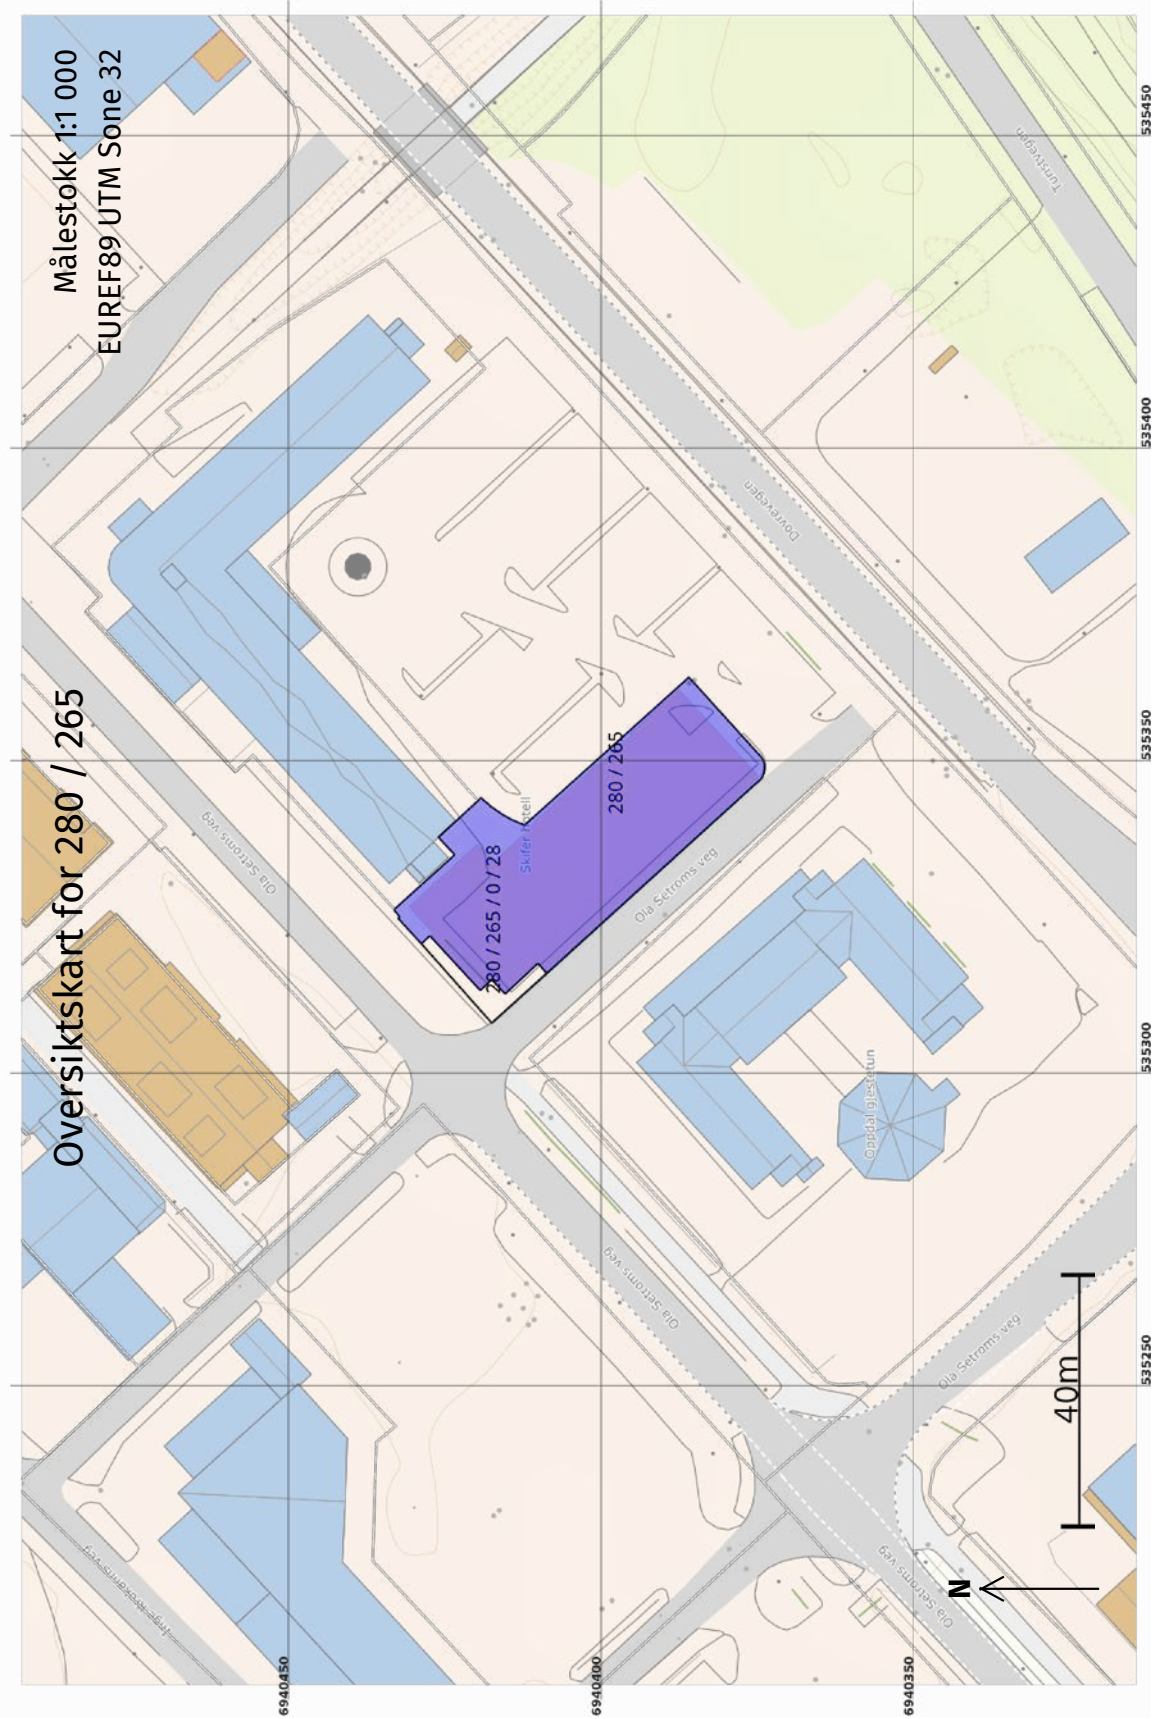 Oversiktskart for 280 / 265
Målestokk 1:1 000
EUREF89 UTM Sone 32
Ola Setroms veg
280 / 265 / 0 / 28
Skifer hotell
280 / 265
Ola Setroms veg
Dovrevegen
Tunstvegen
Oppdal gjestetun
Ola Setroms veg
Ola Setroms veg
Ola Setroms veg
40m
N
6940450
6940400
6940350
535250
535300
535350
535400
535450